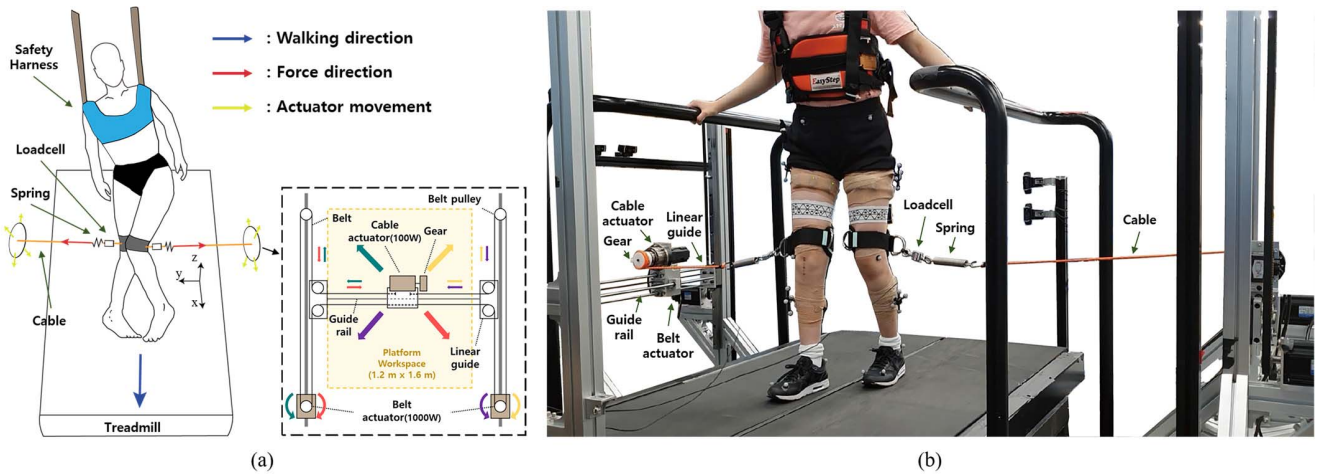 Safety
Harness
: Walking direction
: Force direction
: Actuator movement
Loadcell
Spring
Cable
z
y
x
Treadmill
Belt
Belt pulley
Cable
actuator(100W)
Gear
Guide
rail
Linear
guide
Platform
Workspace
(1.2 m x 1.6 m)
Belt
actuator(1000W)
(a)
EasyStep
Cable
actuator
Gear
Linear
guide
Loadcell
Spring
Cable
Guide
rail
Belt
actuator
(b)